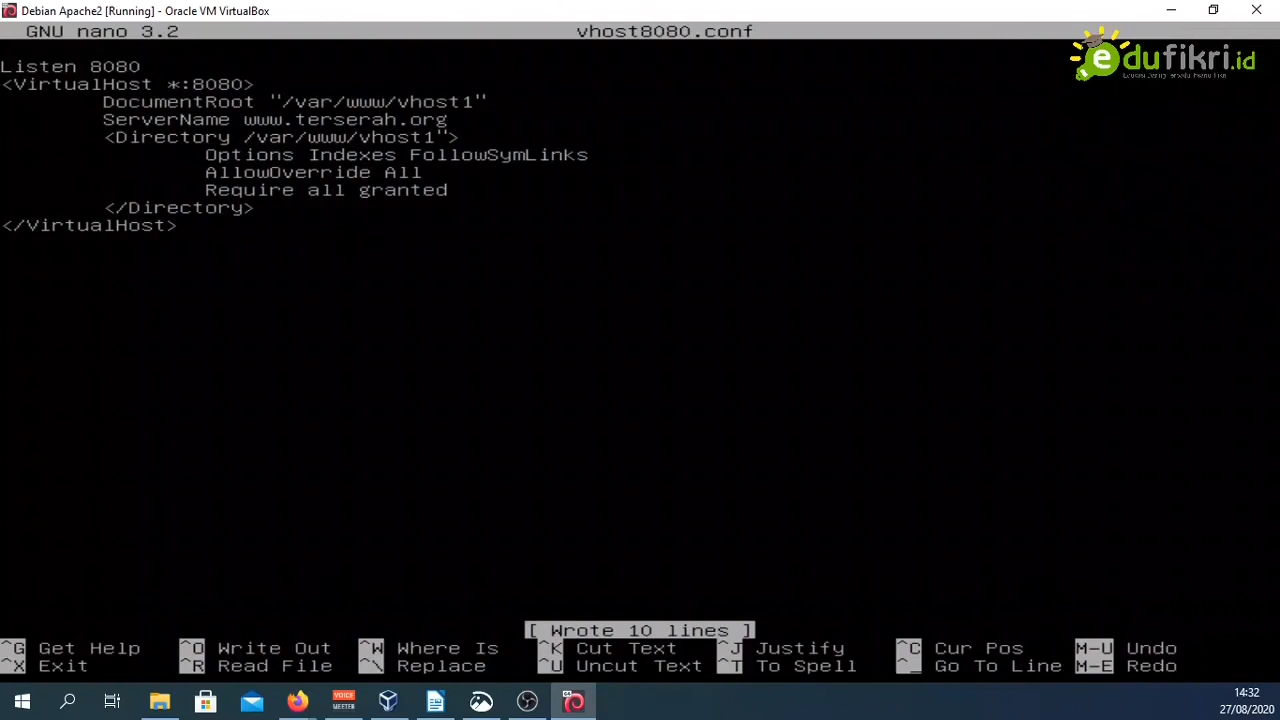 Debian Apache2 [Running] - Oracle VM VirtualBox
GNU nano 3.2 vhost8080.conf
edufikri.id
Listen 8080
<VirtualHost *:8080>
DocumentRoot "/var/www/vhost1"
ServerName www.terserah.org
<Directory /var/www/vhost1">
Options Indexes FollowSymLinks
AllowOverride All
Require all granted
</Directory>
</VirtualHost>
[ Wrote 10 lines ]
^G Get Help ^O Write Out ^W Where Is ^K Cut Text ^J Justify ^C Cur Pos M-U Undo
^X Exit ^R Read File ^\ Replace ^U Uncut Text ^T To Spell ^_ Go To Line M-E Redo
VOICE
MEETER
14:32
27/08/2020